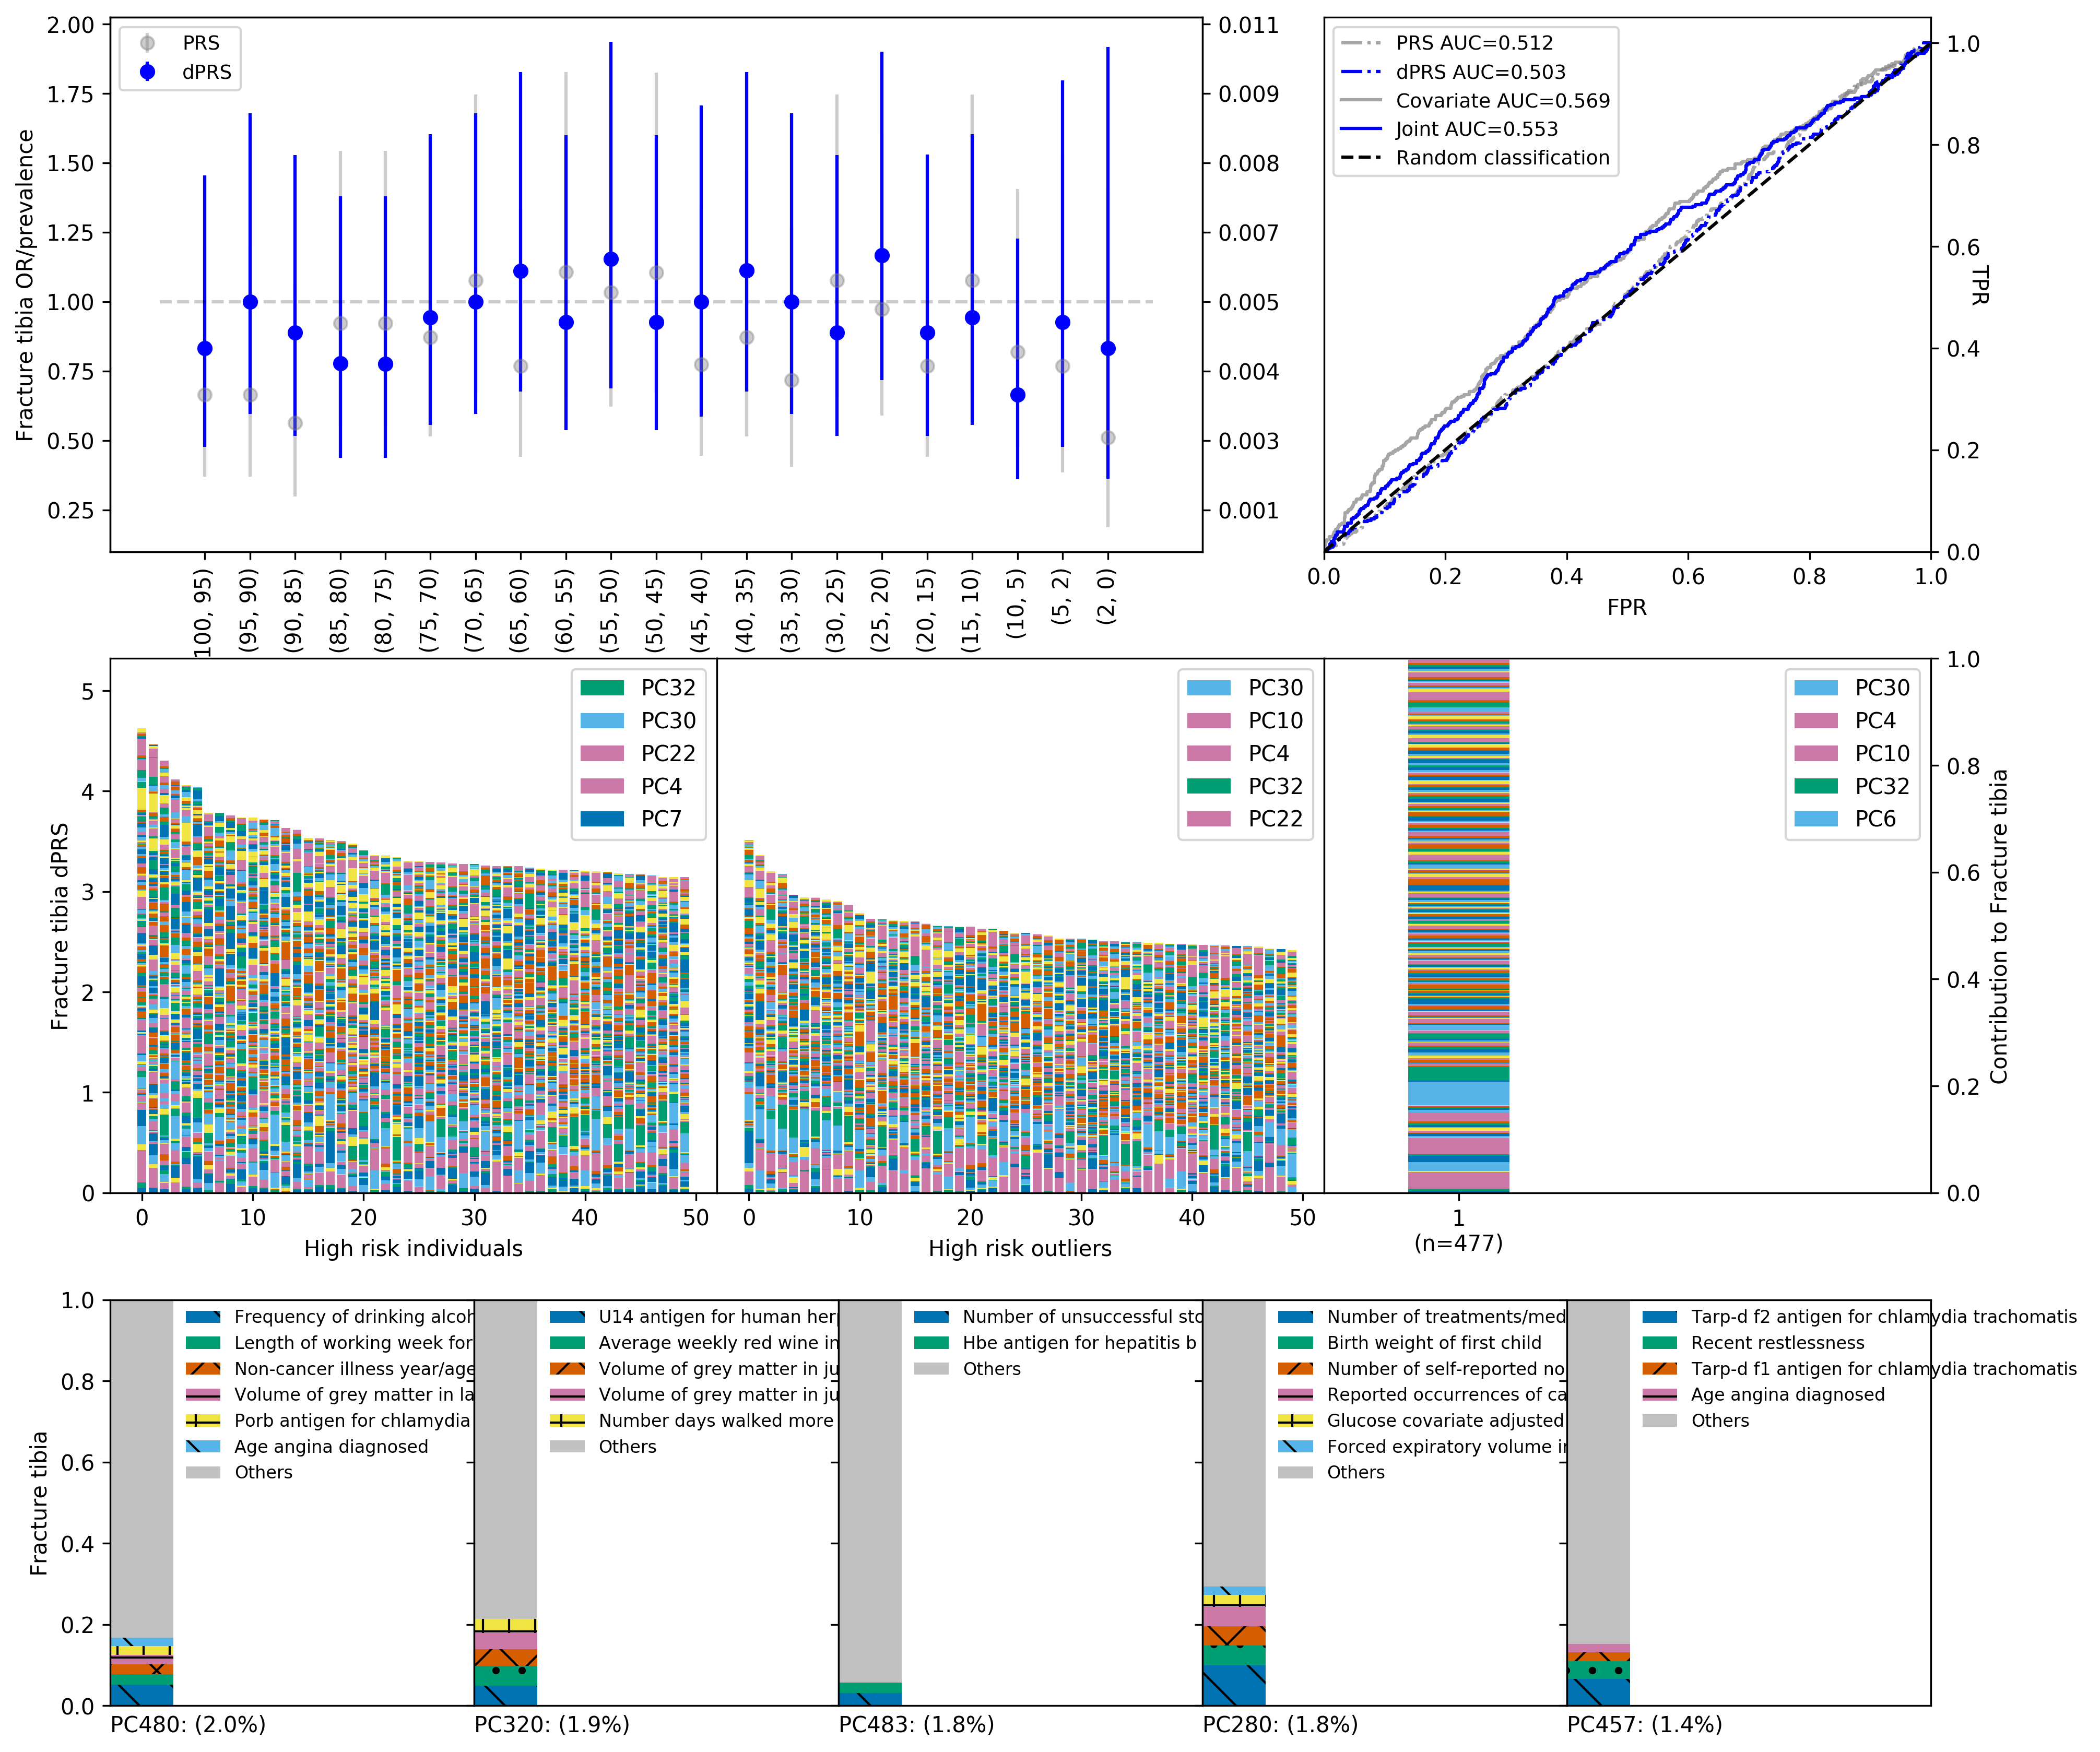 2.00
1.75
1.50
1.25
1.00
0.75
0.50
0.25
Fracture tibia OR/prevalence
PRS
dPRS
0.011
0.009
0.008
0.007
0.005
0.004
0.003
0.001
100, 95)
(95, 90)
(90, 85)
(85, 80)
(80, 75)
(75, 70)
(70, 65)
(65, 60)
(60, 55)
(55, 50)
(50, 45)
(45, 40)
(40, 35)
(35, 30)
(30, 25)
(25, 20)
(20, 15)
(15, 10)
(10, 5)
(5, 2)
(2, 0)
PRS AUC=0.512
dPRS AUC=0.503
Covariate AUC=0.569
Joint AUC=0.553
Random classification
1.0
0.8
0.6
0.4
0.2
0.0
TPR
0.0 0.2 0.4 0.6 0.8 1.0
FPR
5
4
3
2
1
0
Fracture tibia dPRS
PC32
PC30
PC22
PC4
PC7
0 10 20 30 40 50
High risk individuals
PC30
PC10
PC4
PC32
PC22
0 10 20 30 40 50
High risk outliers
PC30
PC4
PC10
PC32
PC6
1
(n=477)
1.0
0.8
0.6
0.4
0.2
0.0
Contribution to Fracture tibia
1.0
0.8
0.6
0.4
0.2
0.0
Fracture tibia
Frequency of drinking alcoh
Length of working week for
Non-cancer illness year/age
Volume of grey matter in la
Porb antigen for chlamydia
Age angina diagnosed
Others
PC480: (2.0%)
U14 antigen for human her
Average weekly red wine in
Volume of grey matter in ju
Volume of grey matter in ju
Number days walked more
Others
PC320: (1.9%)
Number of unsuccessful sto
Hbe antigen for hepatitis b
Others
PC483: (1.8%)
Number of treatments/med
Birth weight of first child
Number of self-reported no
Reported occurrences of ca
Glucose covariate adjusted
Forced expiratory volume in
Others
PC280: (1.8%)
Tarp-d f2 antigen for chlamydia trachomatis
Recent restlessness
Tarp-d f1 antigen for chlamydia trachomatis
Age angina diagnosed
Others
PC457: (1.4%)